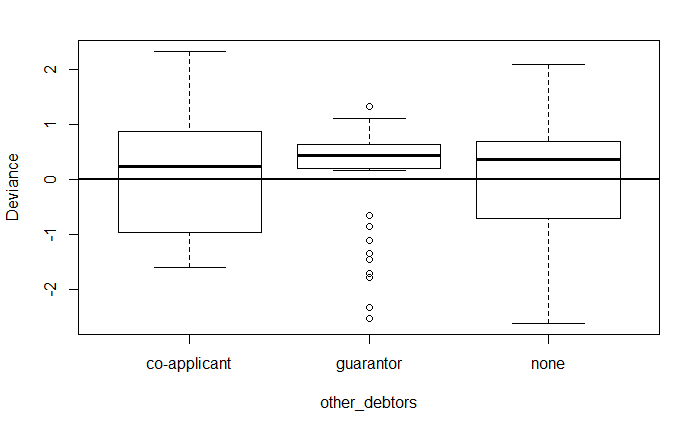 Deviance
2
1
0
-1
-2
co-applicant guarantor none
other_debtors